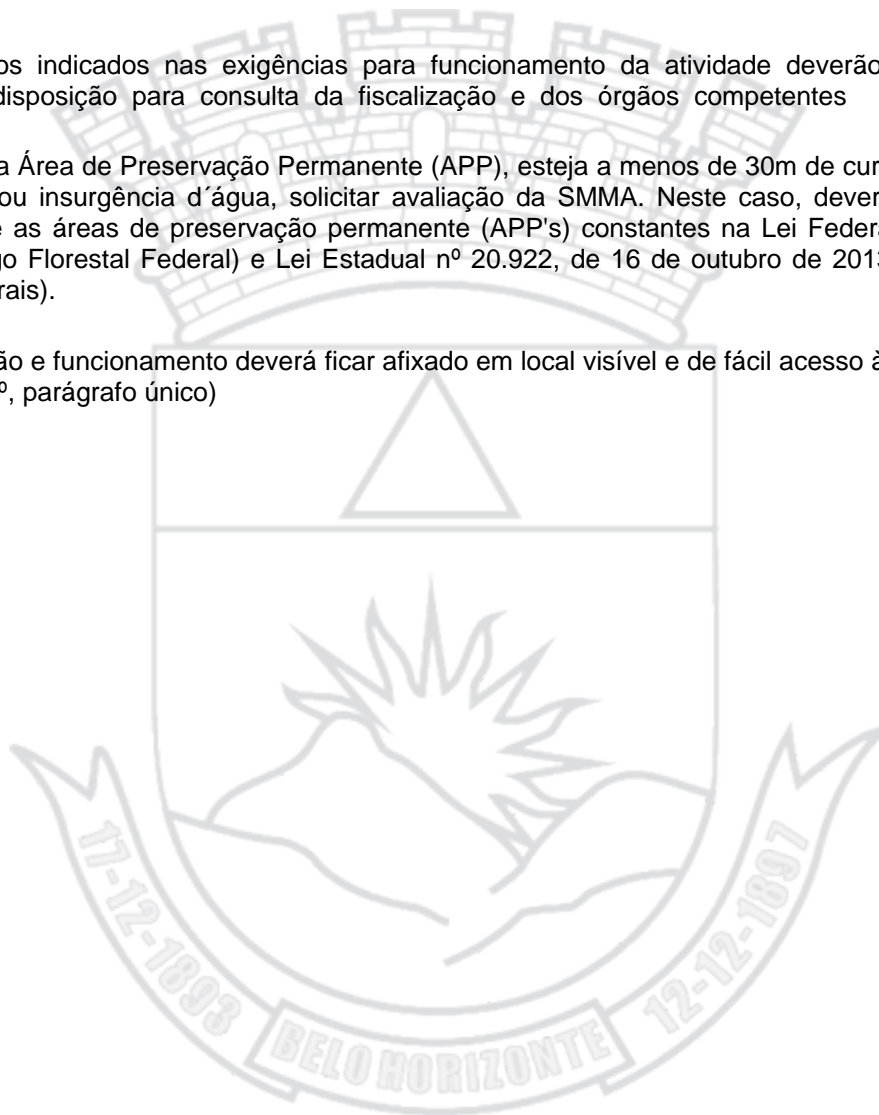 os indicados nas exigências para funcionamento da atividade deverão
disposição para consulta da fiscalização e dos órgãos competentes
a Área de Preservação Permanente (APP), esteja a menos de 30m de cur
ou insurgência d´água, solicitar avaliação da SMMA. Neste caso, dever
e as áreas de preservação permanente (APP's) constantes na Lei Federa
go Florestal Federal) e Lei Estadual nº 20.922, de 16 de outubro de 2013
rais).
ão e funcionamento deverá ficar afixado em local visível e de fácil acesso à
º, parágrafo único)
17-12-1893
BELO HORIZONTE
12-12-1897